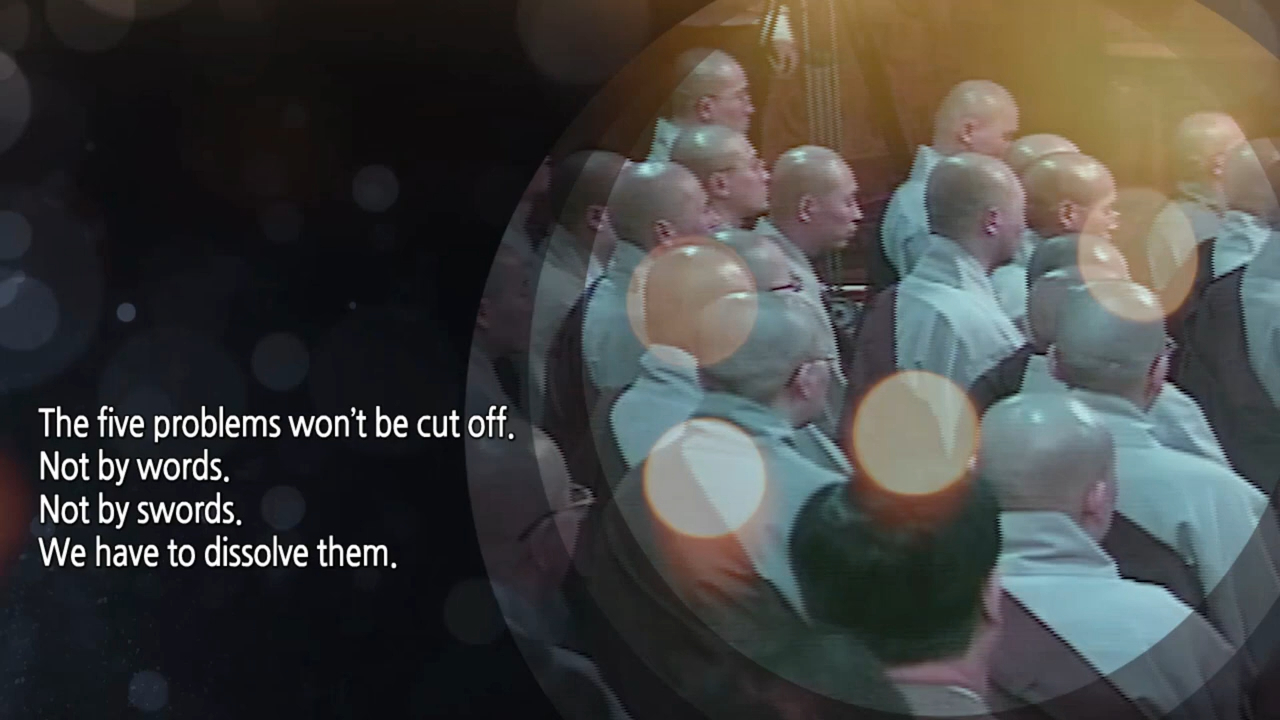 The five problems won't be cut off.
Not by words.
Not by swords.
We have to dissolve them.